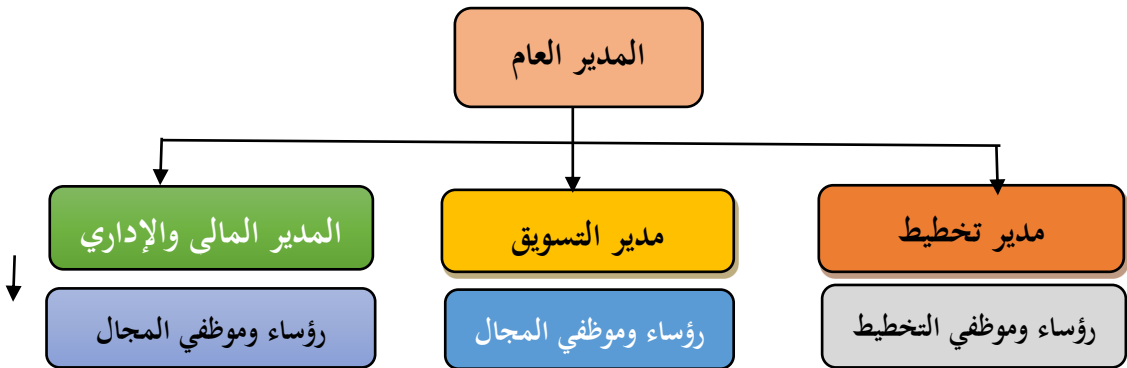 المدير العام
مدير تخطيط
مدير التسويق
المدير المالى والإداري
رؤساء وموظفي التخطيط
رؤساء وموظفي المجال
رؤساء وموظفي المجال